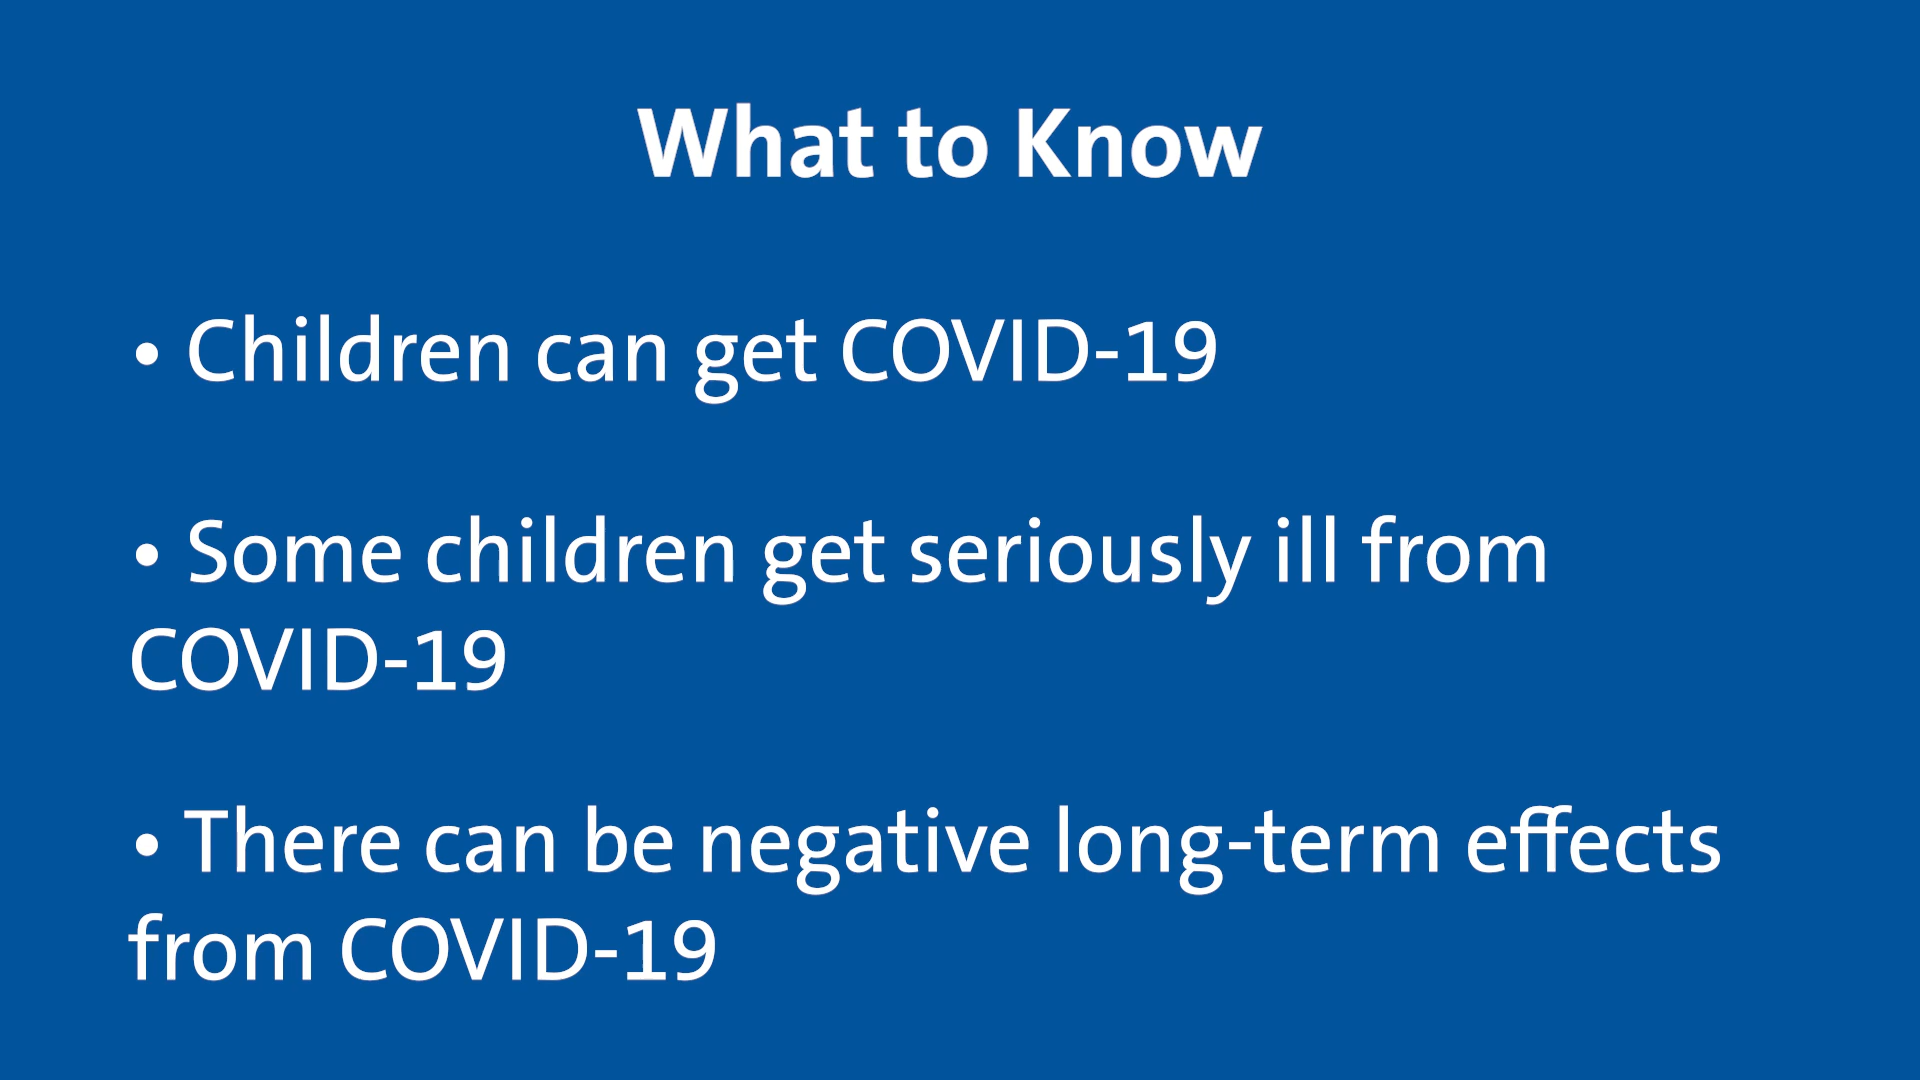 What to Know
• Children can get COVID-19
• Some children get seriously ill from
COVID-19
• There can be negative long-term effects
from COVID-19